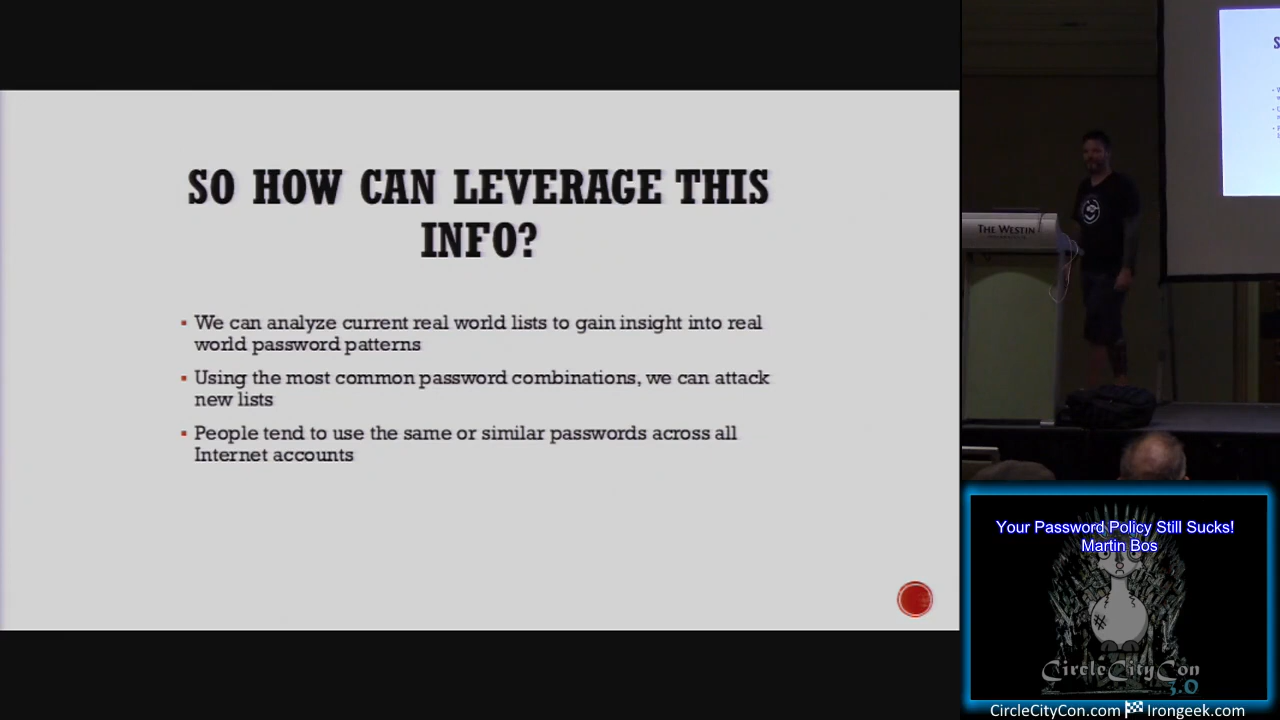 SO HOW CAN LEVERAGE THIS
INFO?
We can analyze current real world lists to gain insight into real
world password patterns
Using the most common password combinations, we can attack
new lists
People tend to use the same or similar passwords across all
Internet accounts
THE WESTIN
Your Password Policy Still Sucks!
Martin Bos
CircleCityCon
3.0
CircleCityCon.com Irongeek.com